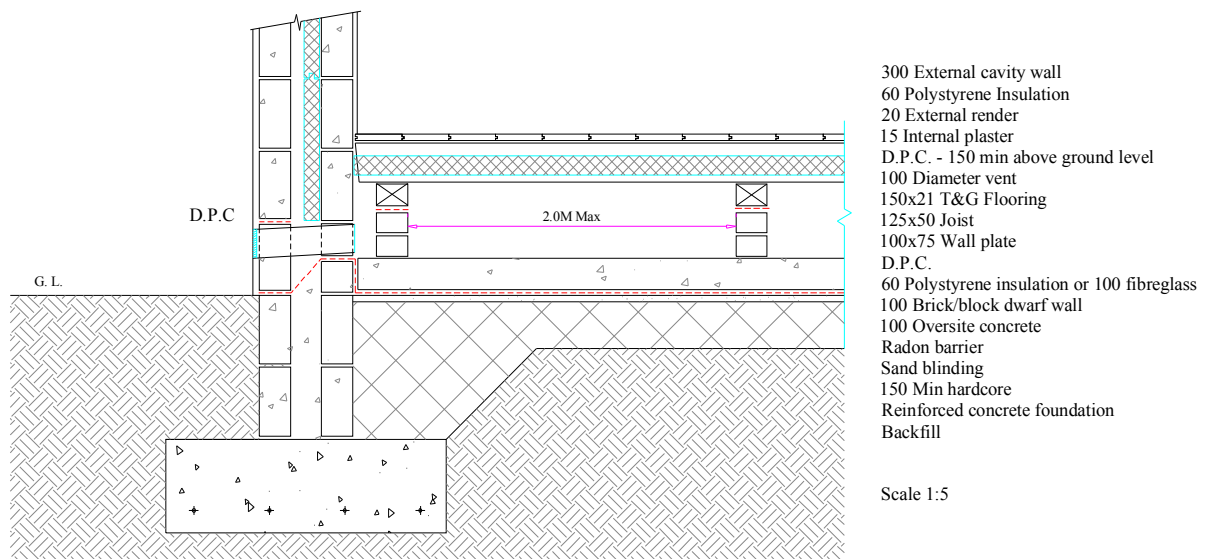 D.P.C
2.0M Max
G. L.
300 External cavity wall
60 Polystyrene Insulation
20 External render
15 Internal plaster
D.P.C. - 150 min above ground level
100 Diameter vent
150x21 T&G Flooring
125x50 Joist
100x75 Wall plate
D.P.C.
60 Polystyrene insulation or 100 fibreglass
100 Brick/block dwarf wall
100 Oversite concrete
Radon barrier
Sand blinding
150 Min hardcore
Reinforced concrete foundation
Backfill
Scale 1:5